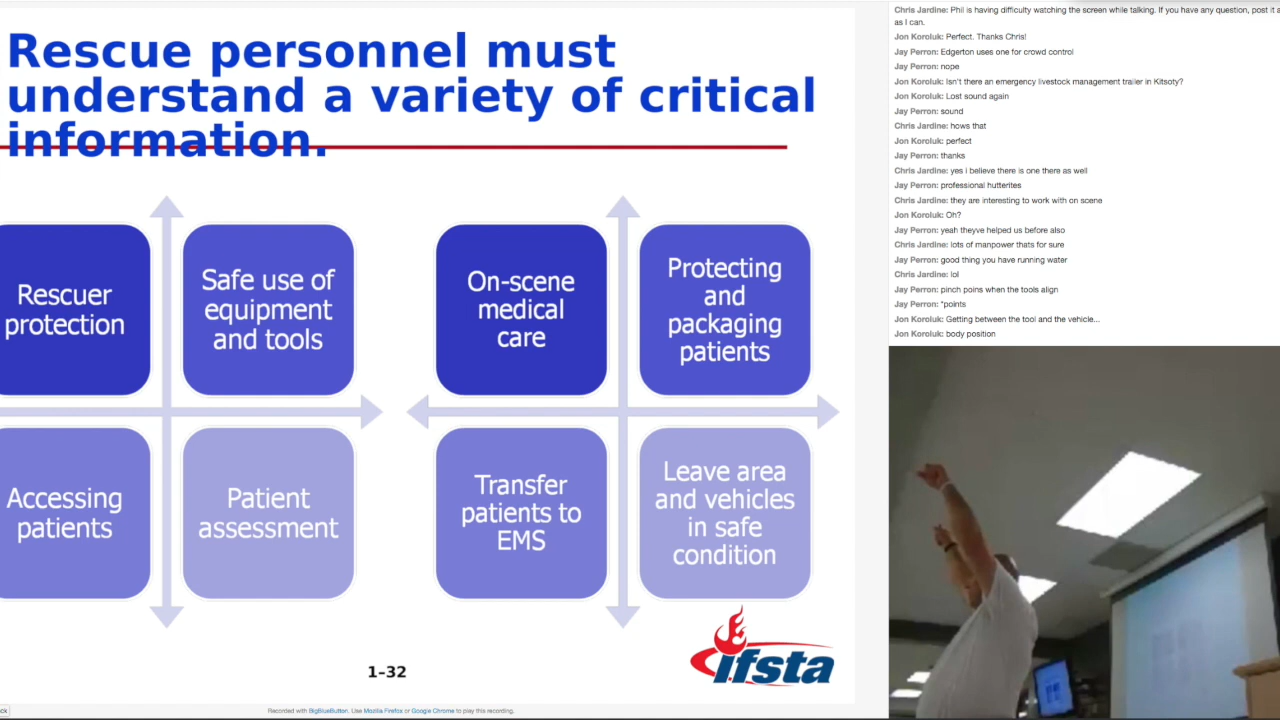 Rescue personnel must
understand a variety of critical
information.
Rescuer
protection
Safe use of
equipment
and tools
On-scene
medical
care
Protecting
and
packaging
patients
Accessing
patients
Patient
assessment
Transfer
patients to
EMS
Leave area
and vehicles
in safe
condition
1-32
ifsta
Recorded with BigBlueButton. Use Mozilla Firefox or Google Chrome to play this recording.
Chris Jardine: Phil is having difficulty watching the screen while talking. If you have any question, post it a
as I can.
Jon Koroluk: Perfect. Thanks Chris!
Jay Perron: Edgerton uses one for crowd control
Jay Perron: nope
Jon Koroluk: Isn't there an emergency livestock management trailer in Kitsoty?
Jon Koroluk: Lost sound again
Jay Perron: sound
Chris Jardine: hows that
Jon Koroluk: perfect
Jay Perron: thanks
Chris Jardine: yes i believe there is one there as well
Jay Perron: professional hutterites
Chris Jardine: they are interesting to work with on scene
Jon Koroluk: Oh?
Jay Perron: yeah theyve helped us before also
Chris Jardine: lots of manpower thats for sure
Jay Perron: good thing you have running water
Chris Jardine: lol
Jay Perron: pinch poins when the tools align
Jay Perron: *points
Jon Koroluk: Getting between the tool and the vehicle...
Jon Koroluk: body position